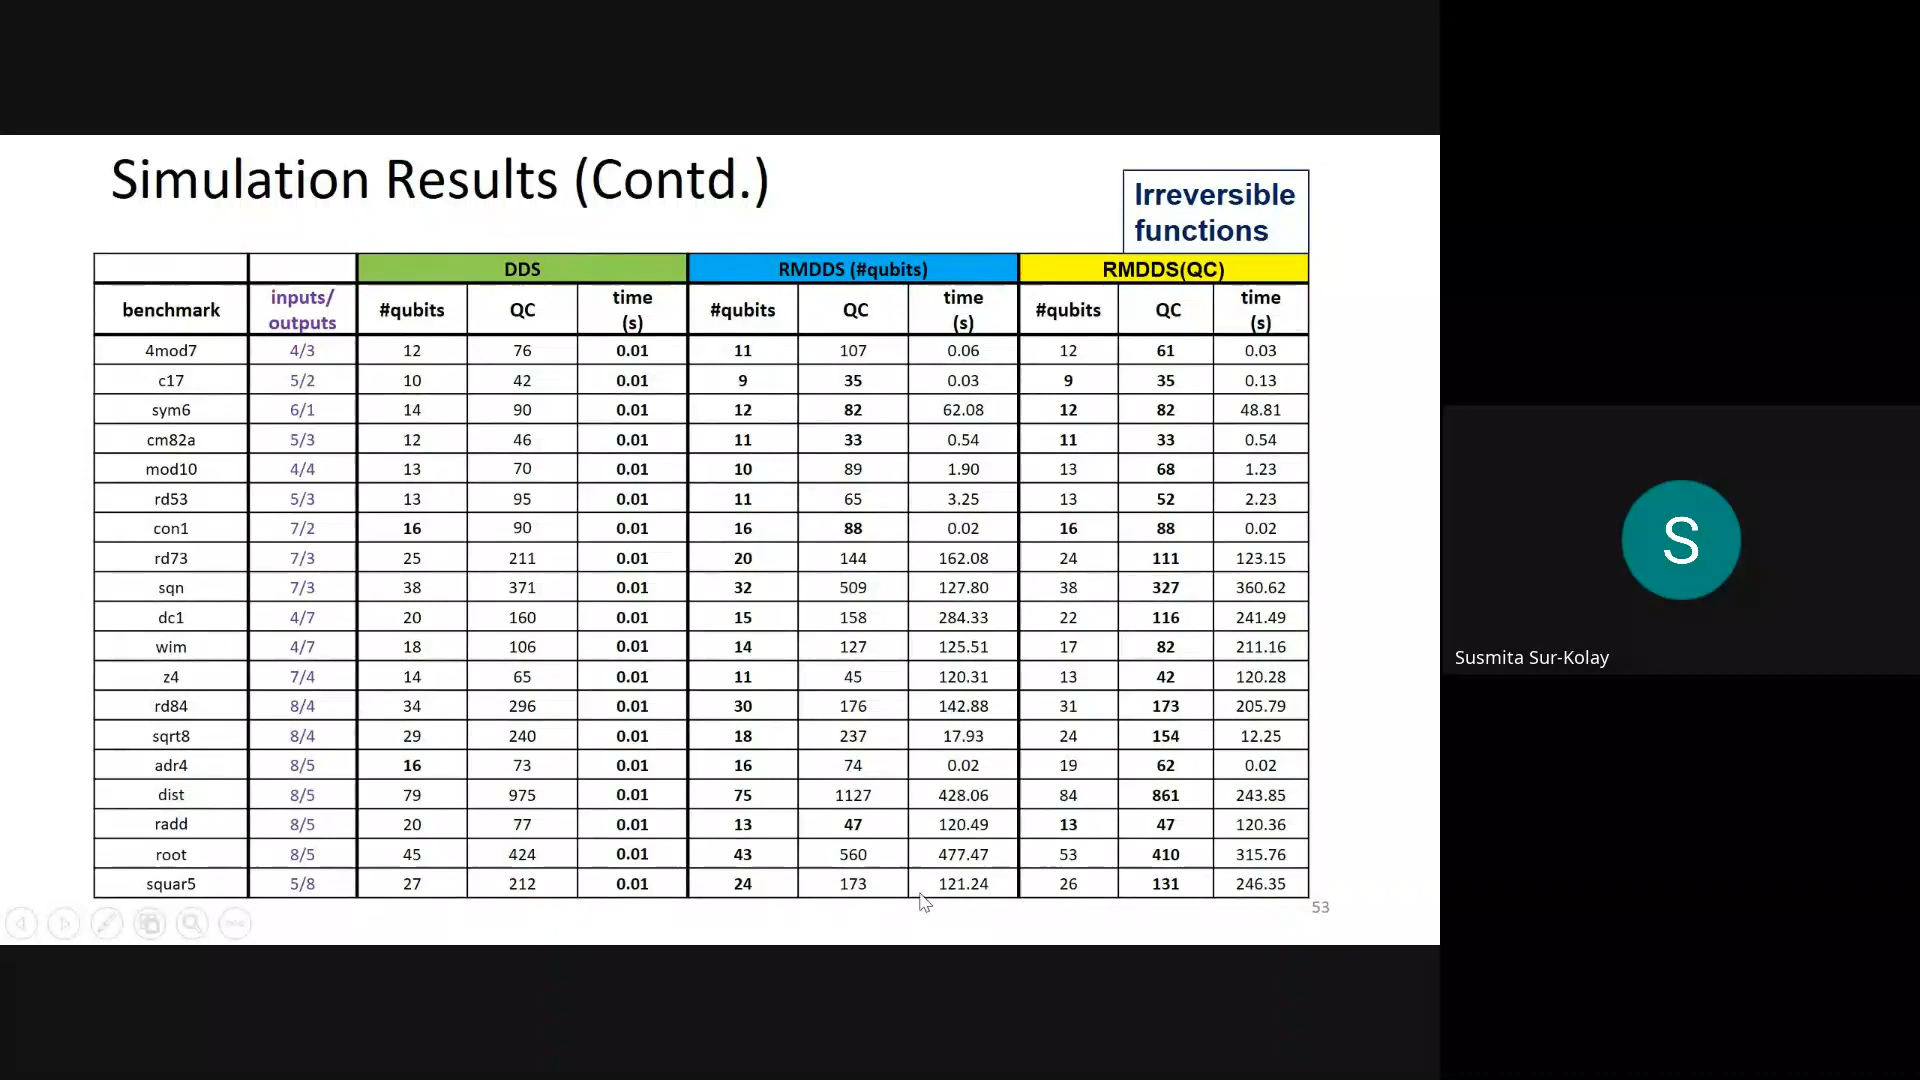 Simulation Results (Contd.)
Irreversible
functions
DDS RMDDS (#qubits) RMDDS(QC)
benchmark inputs/ outputs #qubits QC time (s) #qubits QC time (s) #qubits QC time (s)
4mod7 4/3 12 76 0.01 11 107 0.06 12 61 0.03
c17 5/2 10 42 0.01 9 35 0.03 9 35 0.13
sym6 6/1 14 90 0.01 12 82 62.08 12 82 48.81
cm82a 5/3 12 46 0.01 11 33 0.54 11 33 0.54
mod10 4/4 13 70 0.01 10 89 1.90 13 68 1.23
rd53 5/3 13 95 0.01 11 65 3.25 13 52 2.23
con1 7/2 16 90 0.01 16 88 0.02 16 88 0.02
rd73 7/3 25 211 0.01 20 144 162.08 24 111 123.15
sqn 7/3 38 371 0.01 32 509 127.80 38 327 360.62
dc1 4/7 20 160 0.01 15 158 284.33 22 116 241.49
wim 4/7 18 106 0.01 14 127 125.51 17 82 211.16
z4 7/4 14 65 0.01 11 45 120.31 13 42 120.28
rd84 8/4 34 296 0.01 30 176 142.88 31 173 205.79
sqrt8 8/4 29 240 0.01 18 237 17.93 24 154 12.25
adr4 8/5 16 73 0.01 16 74 0.02 19 62 0.02
dist 8/5 79 975 0.01 75 1127 428.06 84 861 243.85
radd 8/5 20 77 0.01 13 47 120.49 13 47 120.36
root 8/5 45 424 0.01 43 560 477.47 53 410 315.76
squar5 5/8 27 212 0.01 24 173 121.24 26 131 246.35
53
S
Susmita Sur-Kolay